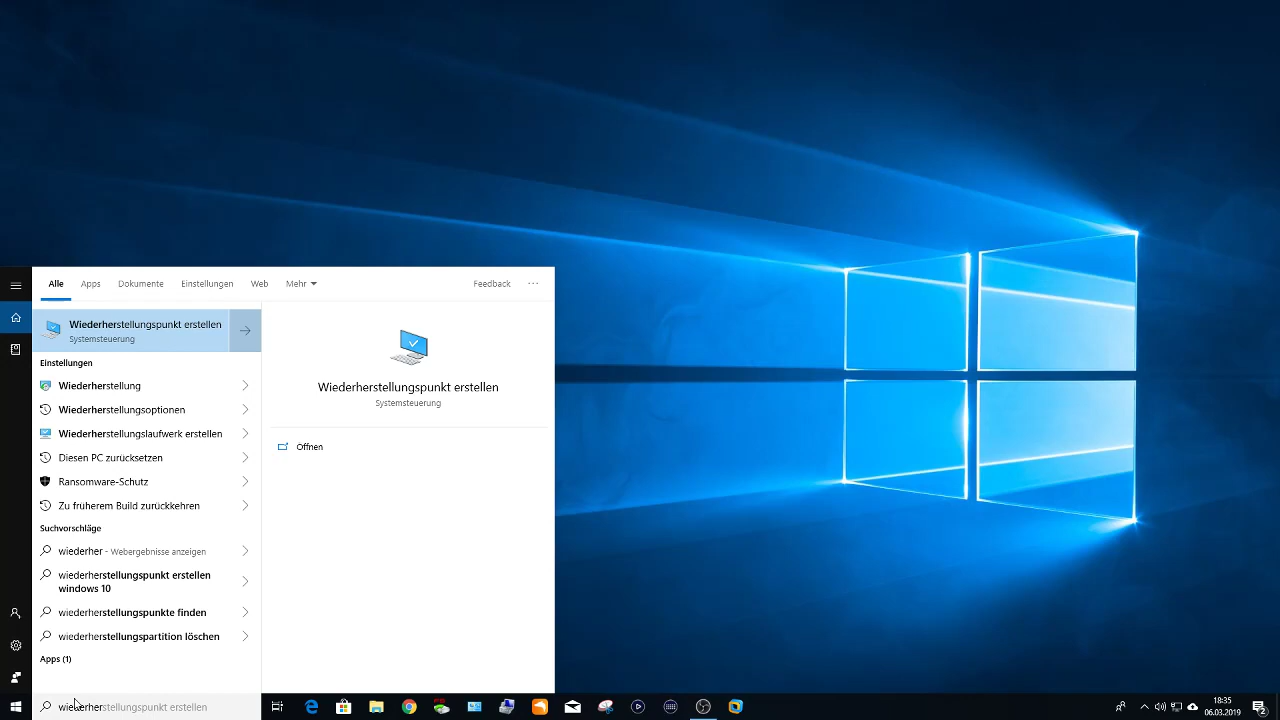 Alle Apps Dokumente Einstellungen Web Mehr Feedback ...
Wiederherstellungspunkt erstellen
Systemsteuerung
Einstellungen
Wiederherstellung
Wiederherstellungsoptionen
Wiederherstellungslaufwerk erstellen
Diesen PC zurücksetzen
Ransomware-Schutz
Zu früherem Build zurückkehren
Suchvorschläge
wiederher - Webergebnisse anzeigen
wiederherstellungspunkt erstellen
windows 10
wiederherstellungspunkte finden
wiederherstellungspartition löschen
Apps (1)
Wiederherstellungspunkt erstellen
Systemsteuerung
Öffnen
wiederherstellungspunkt erstellen
18:35
06.03.2019
2